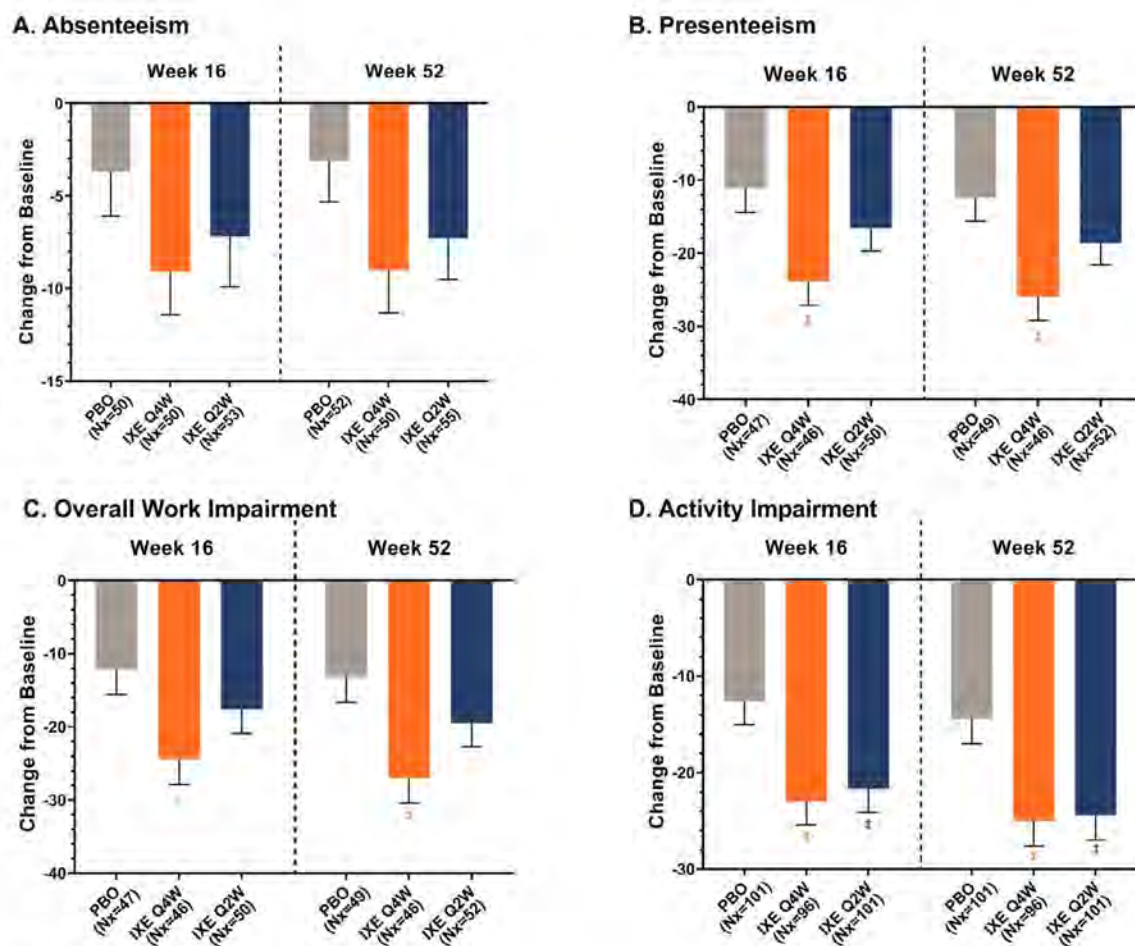 A. Absenteeism
Week 16
Week 52
Change from Baseline
0
-5
-10
-15
PBO
(Nx=50)
IXE Q4W
(Nx=50)
IXE Q2W
(Nx=53)
PBO
(Nx=52)
IXE Q4W
(Nx=50)
IXE Q2W
(Nx=55)
B. Presenteeism
Week 16
Week 52
Change from Baseline
0
-10
-20
-30
-40
PBO
(Nx=47)
IXE Q4W
(Nx=46)
IXE Q2W
(Nx=50)
PBO
(Nx=49)
IXE Q4W
(Nx=46)
IXE Q2W
(Nx=52)
C. Overall Work Impairment
Week 16
Week 52
Change from Baseline
0
-10
-20
-30
-40
PBO
(Nx=47)
IXE Q4W
(Nx=46)
IXE Q2W
(Nx=50)
PBO
(Nx=49)
IXE Q4W
(Nx=46)
IXE Q2W
(Nx=52)
D. Activity Impairment
Week 16
Week 52
Change from Baseline
0
-10
-20
-30
PBO
(Nx=101)
IXE Q4W
(Nx=96)
IXE Q2W
(Nx=101)
PBO
(Nx=101)
IXE Q4W
(Nx=96)
IXE Q2W
(Nx=101)